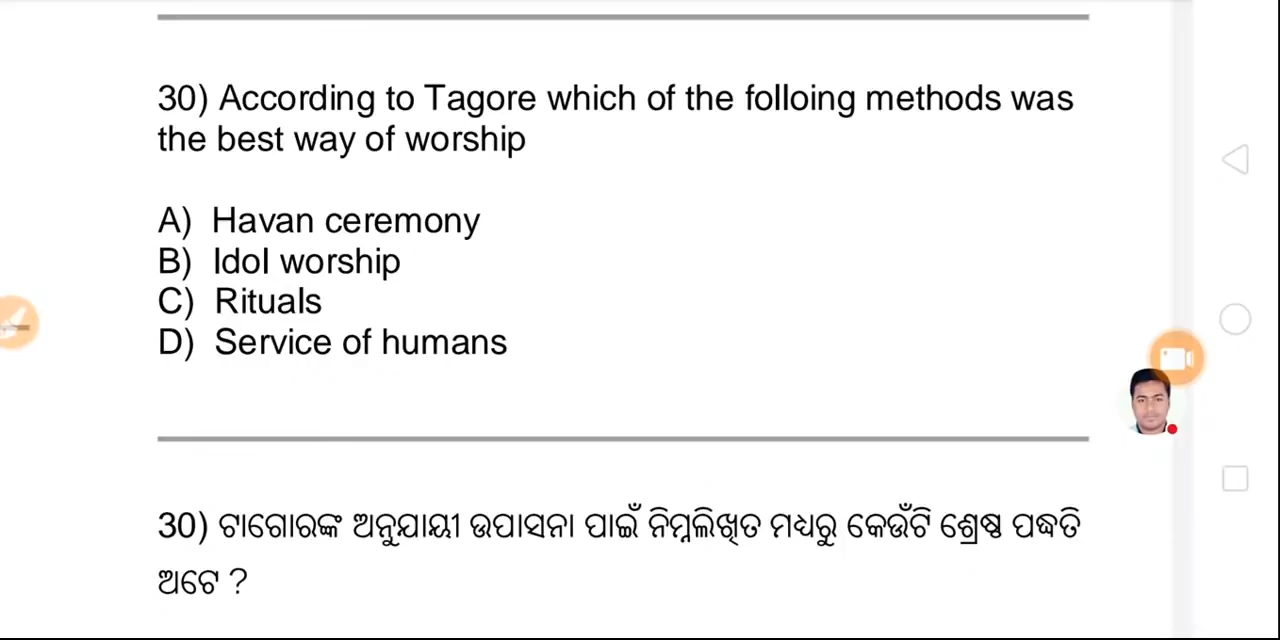 30) According to Tagore which of the folloing methods was
the best way of worship
A) Havan ceremony
B) Idol worship
C) Rituals
D) Service of humans
30) ଟାଗୋରଙ୍କ ଅନୁଯାୟୀ ଉପାସନା ପାଇଁ ନିମ୍ନଲିଖିତ ମଧ୍ୟରୁ କେଉଁଟି ଶ୍ରେଷ୍ଠ ପଦ୍ଧତି
ଅଟେ ?